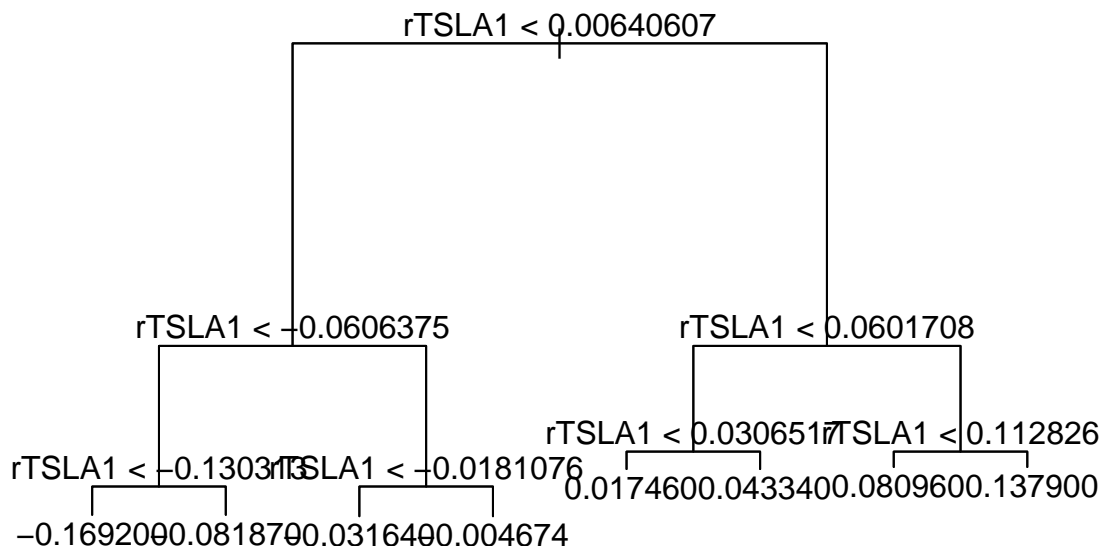 rTSLA1 < 0.00640607
rTSLA1 < −0.0606375
rTSLA1 < 0.0601708
rTSLA1 < 0.0306517
rTSLA1 < 0.112826
rTSLA1 < −0.130313
rTSLA1 < −0.0181076
0.017460
0.043340
0.080960
0.137900
−0.169200
−0.081870
−0.031640
−0.004674